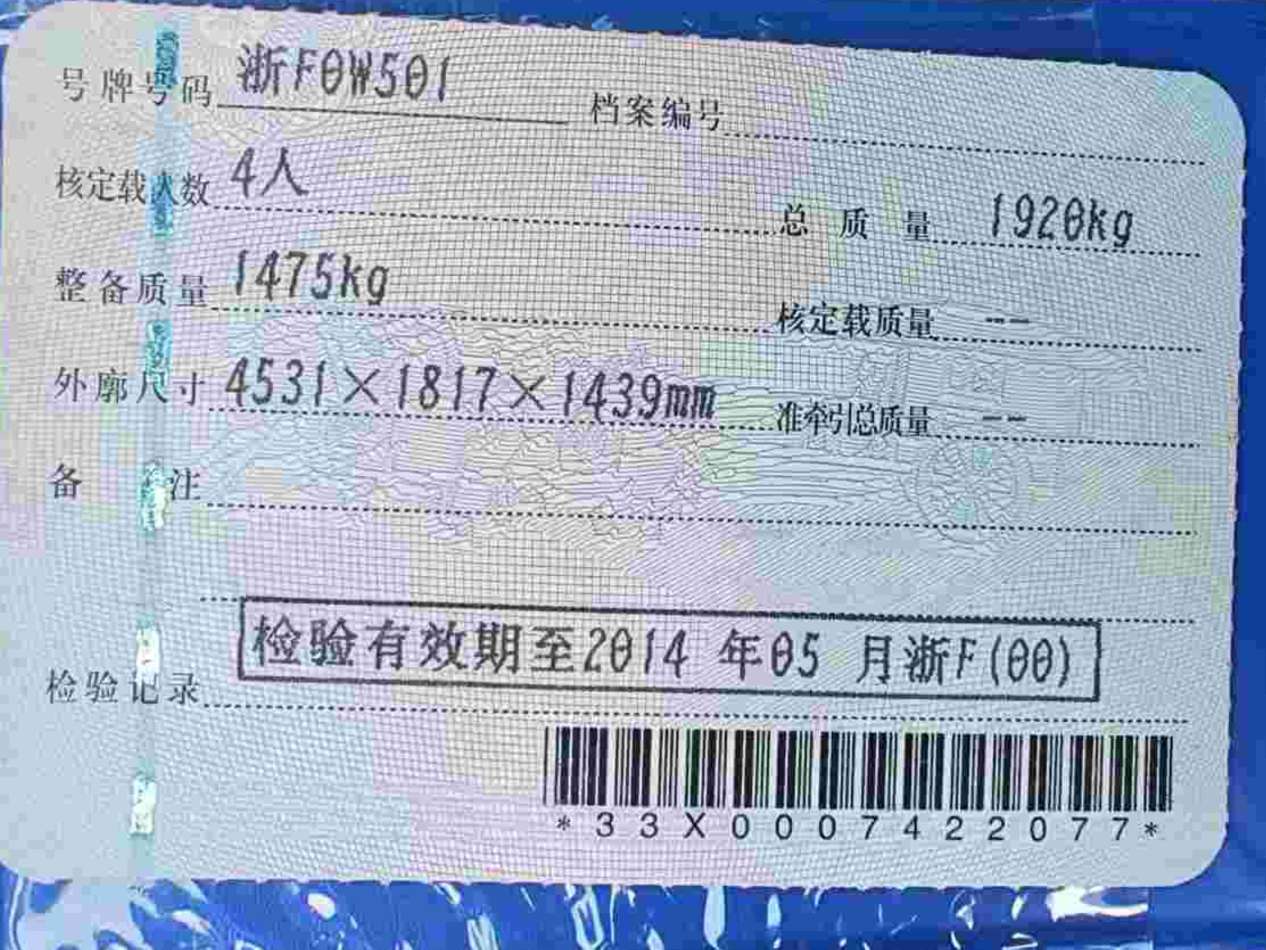 号牌号码 浙F0W501 档案编号
核定载人数 4人 总质量 1920kg
整备质量 1475kg 核定载质量 --
外廓尺寸 4531×1817×1439mm 准牵引总质量 --
备注
检验有效期至2014 年05 月浙F(00)
检验记录
*33X0007422077*